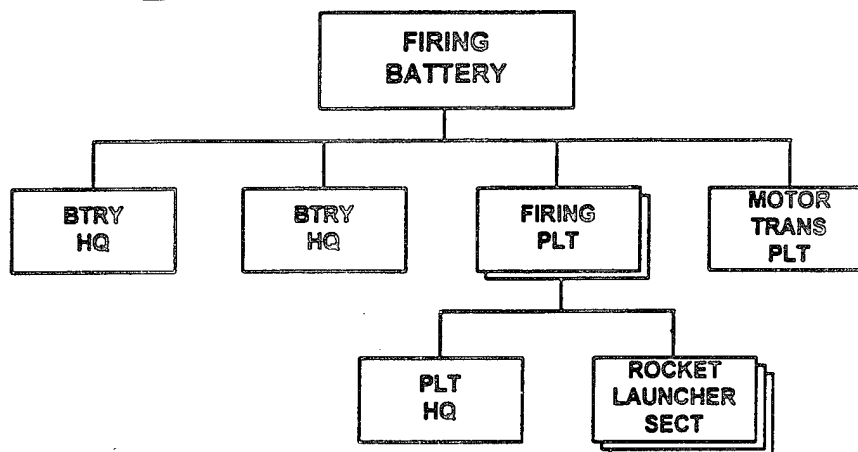 FIRING
BATTERY
BTRY
HQ
BTRY
HQ
FIRING
PLT
MOTOR
TRANS
PLT
PLT
HQ
ROCKET
LAUNCHER
SECT